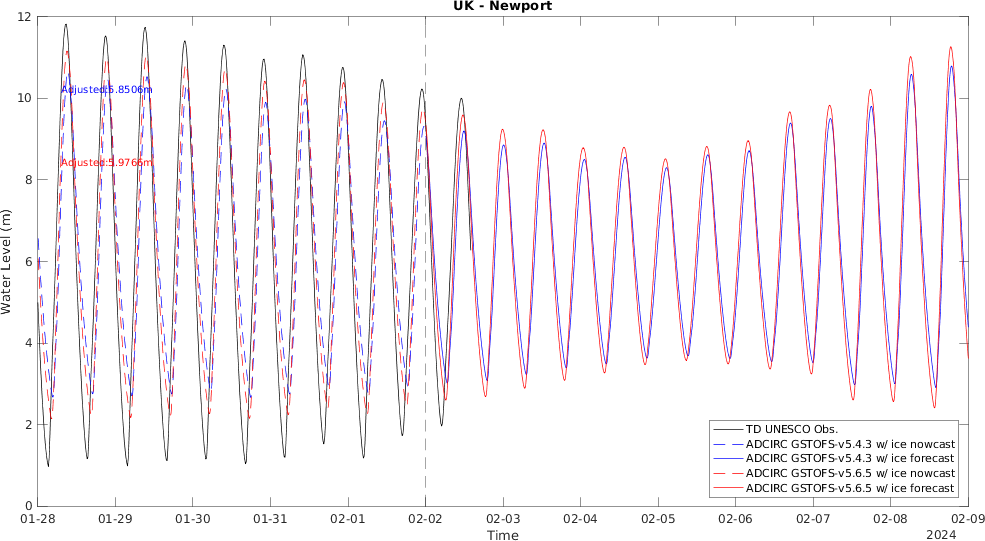 UK - Newport
12
10
8
6
4
2
0
Water Level (m)
Adjusted:5.8506m
Adjusted:5.9766m
TD UNESCO Obs.
ADCIRC GSTOFS-v5.4.3 w/ ice nowcast
ADCIRC GSTOFS-v5.4.3 w/ ice forecast
ADCIRC GSTOFS-v5.6.5 w/ ice nowcast
ADCIRC GSTOFS-v5.6.5 w/ ice forecast
01-28 01-29 01-30 01-31 02-01 02-02 02-03 02-04 02-05 02-06 02-07 02-08 02-09
Time
2024